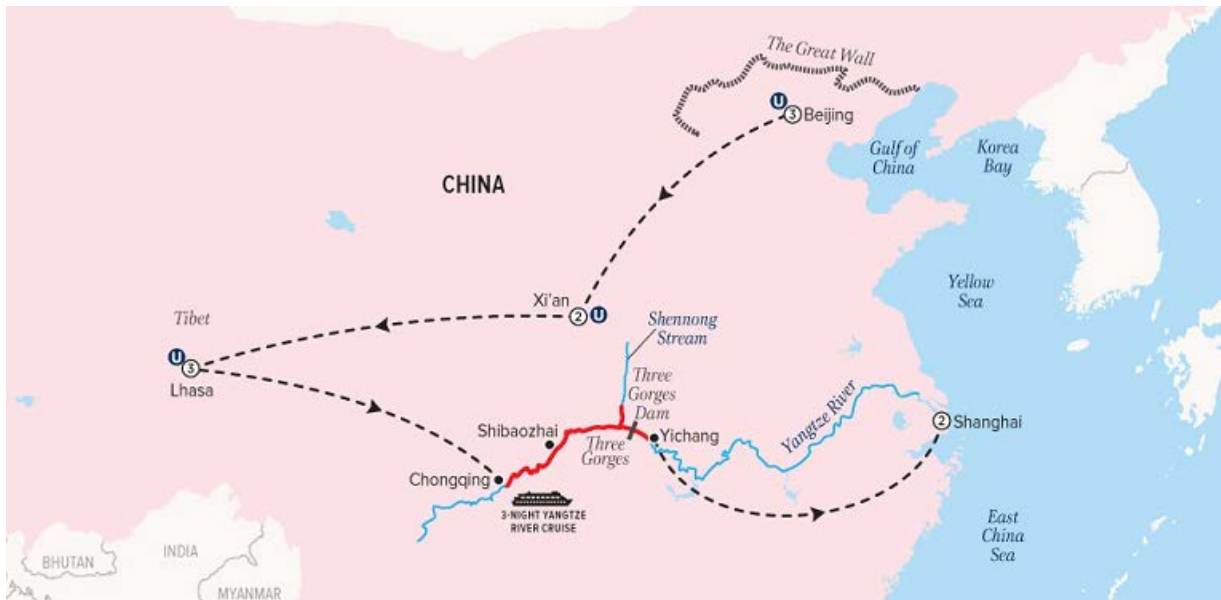 The Great Wall
U
3 Beijing
Gulf of
China
Korea
Bay
CHINA
Yellow
Sea
Xi'an
2 U
Tibet
U
3
Lhasa
Shennong
Stream
Three
Gorges
Dam
Yangtze River
2 Shanghai
Shibaozhai
Three
Gorges
Yichang
Chongqing
3-NIGHT YANGTZE
RIVER CRUISE
East
China
Sea
BHUTAN
INDIA
MYANMAR